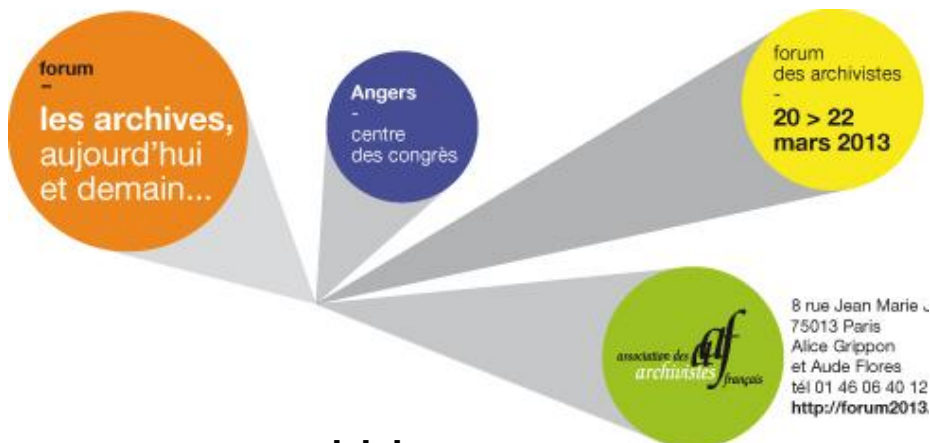 forum
-
les archives,
aujourd'hui
et demain...
Angers
-
centre
des congrès
forum
des archivistes
-
20 > 22
mars 2013
association des aaf
archivistes
français
8 rue Jean Marie
75013 Paris
Alice Grippon
et Aude Flores
tél 01 46 06 40 12
http://forum2013.